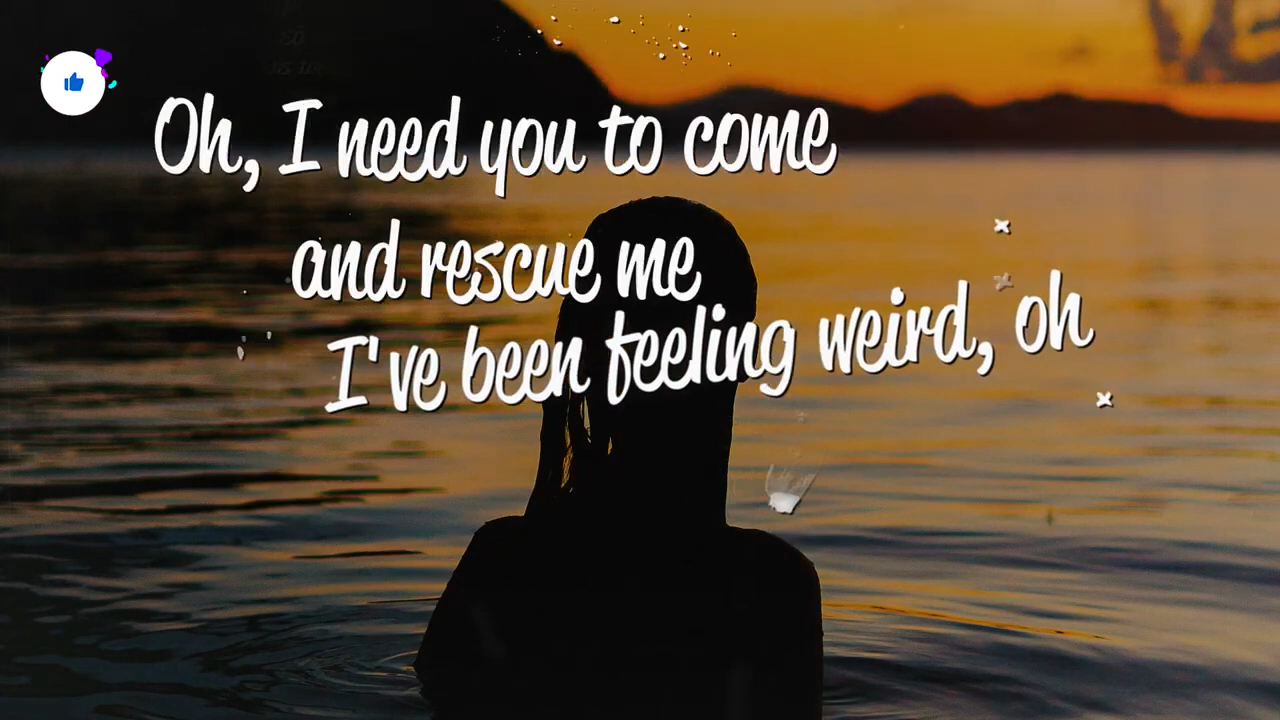 Oh, I need you to come
and rescue me
I've been feeling weird, oh